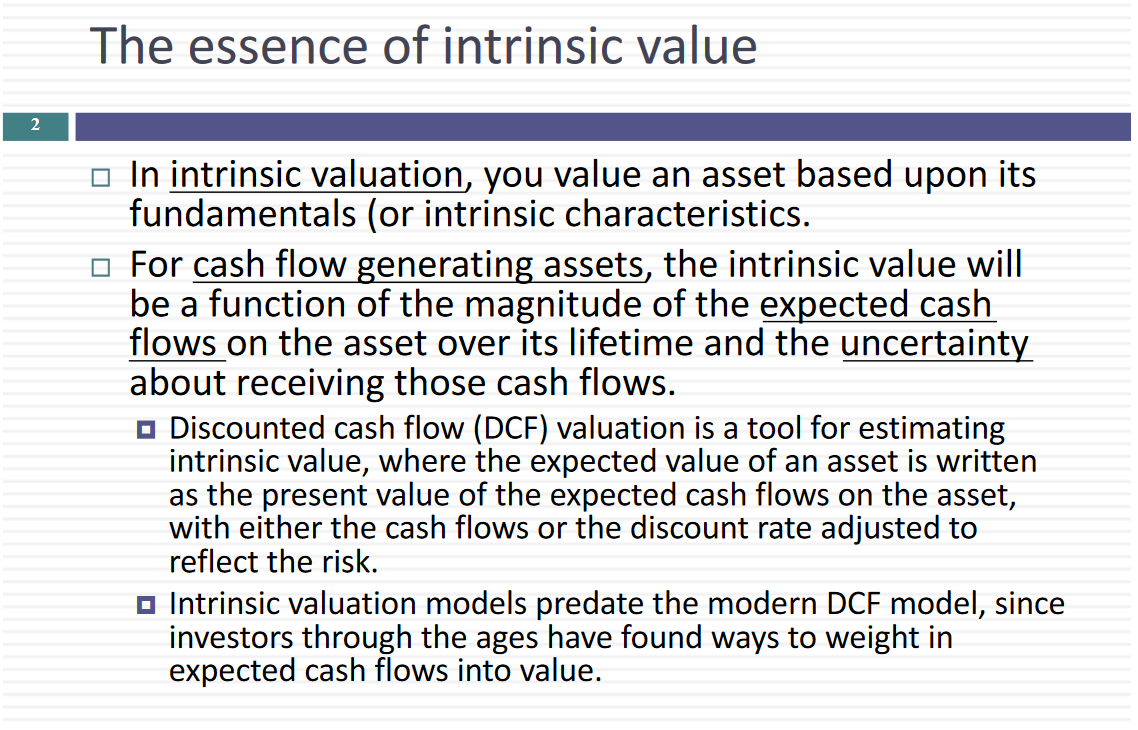 The essence of intrinsic value
2
In intrinsic valuation, you value an asset based upon its
fundamentals (or intrinsic characteristics.
For cash flow generating assets, the intrinsic value will
be a function of the magnitude of the expected cash
flows on the asset over its lifetime and the uncertainty
about receiving those cash flows.
Discounted cash flow (DCF) valuation is a tool for estimating
intrinsic value, where the expected value of an asset is written
as the present value of the expected cash flows on the asset,
with either the cash flows or the discount rate adjusted to
reflect the risk.
Intrinsic valuation models predate the modern DCF model, since
investors through the ages have found ways to weight in
expected cash flows into value.